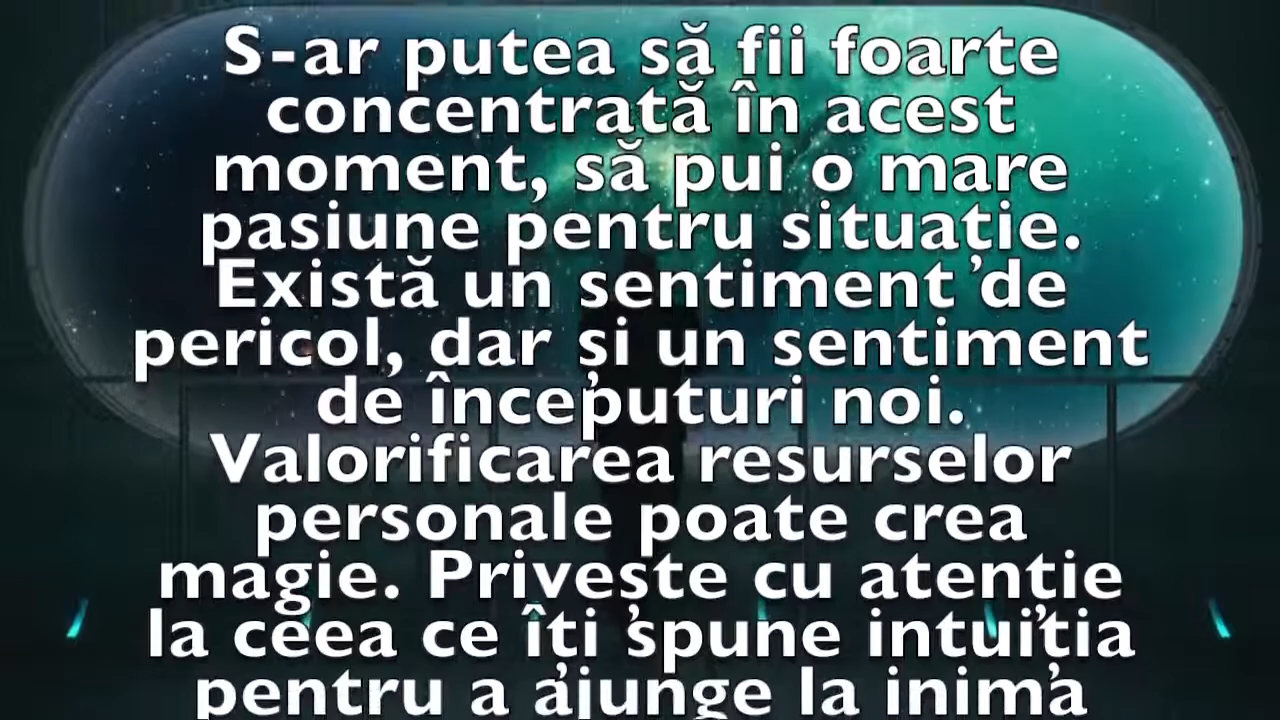 S-ar putea să fii foarte
concentrată în acest
moment, să pui o mare
pasiune pentru situație.
Există un sentiment de
pericol, dar și un sentiment
de începuturi noi.
Valorificarea resurselor
personale poate crea
magie. Privește cu atenție
la ceea ce îți spune intuiția
pentru a ajunge la inima